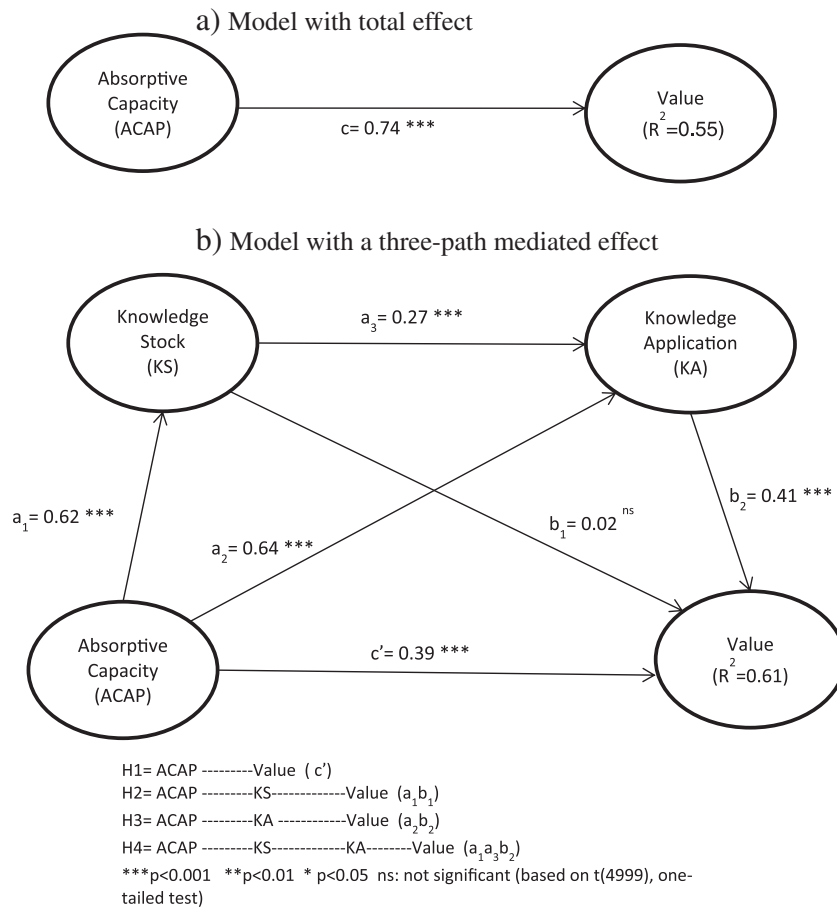 a) Model with total effect
Absorptive
Capacity
(ACAP)
c= 0.74 ***
Value
(R²=0.55)
b) Model with a three-path mediated effect
Knowledge
Stock
(KS)
a₃= 0.27 ***
Knowledge
Application
(KA)
a₁= 0.62 ***
a₂= 0.64 ***
b₁= 0.02 ⁿˢ
b₂= 0.41 ***
Absorptive
Capacity
(ACAP)
c’= 0.39 ***
Value
(R²=0.61)
H1= ACAP ---------Value ( c’)
H2= ACAP ---------KS-------------Value (a₁b₁)
H3= ACAP ---------KA ------------Value (a₂b₂)
H4= ACAP ---------KS-------------KA--------Value (a₁a₃b₂)
***p<0.001 **p<0.01 * p<0.05 ns: not significant (based on t(4999), one-
tailed test)